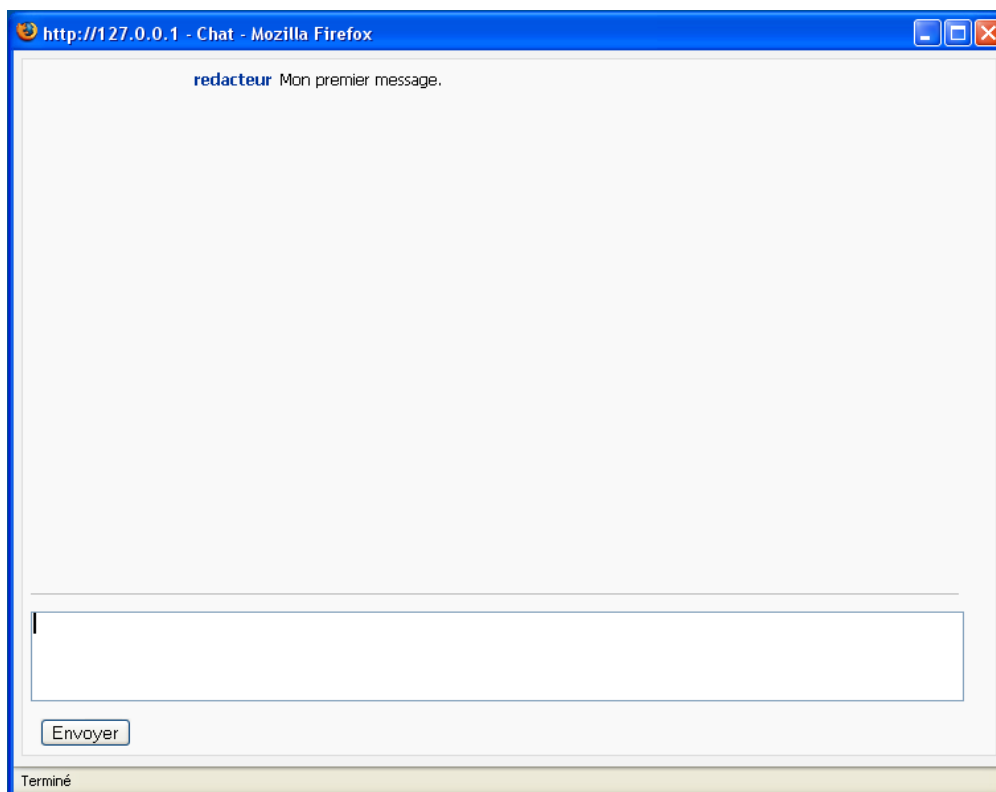 http://127.0.0.1 - Chat - Mozilla Firefox
redacteur Mon premier message.
Envoyer
Terminé